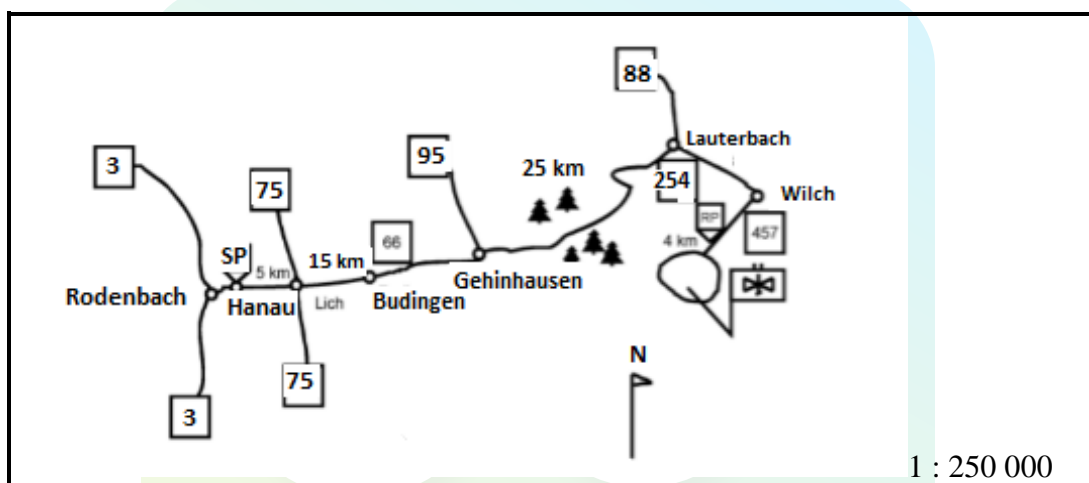 88
Lauterbach
95
3
25 km
254
75
Wilch
RP
66
457
SP
15 km
4 km
5 km
Gehinhausen
Rodenbach
Hanau
Lich
Budingen
N
75
3
1 : 250 000